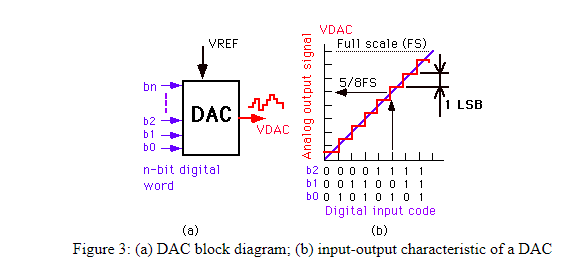 VREF
bn
b2
b1
b0
DAC
VDAC
n-bit digital
word
(a)
VDAC
Analog output signal
Full scale (FS)
5/8FS
1 LSB
b2 0 0 0 0 1 1 1 1
b1 0 0 1 1 0 0 1 1
b0 0 1 0 1 0 1 0 1
Digital input code
(b)
Figure 3: (a) DAC block diagram; (b) input-output characteristic of a DAC